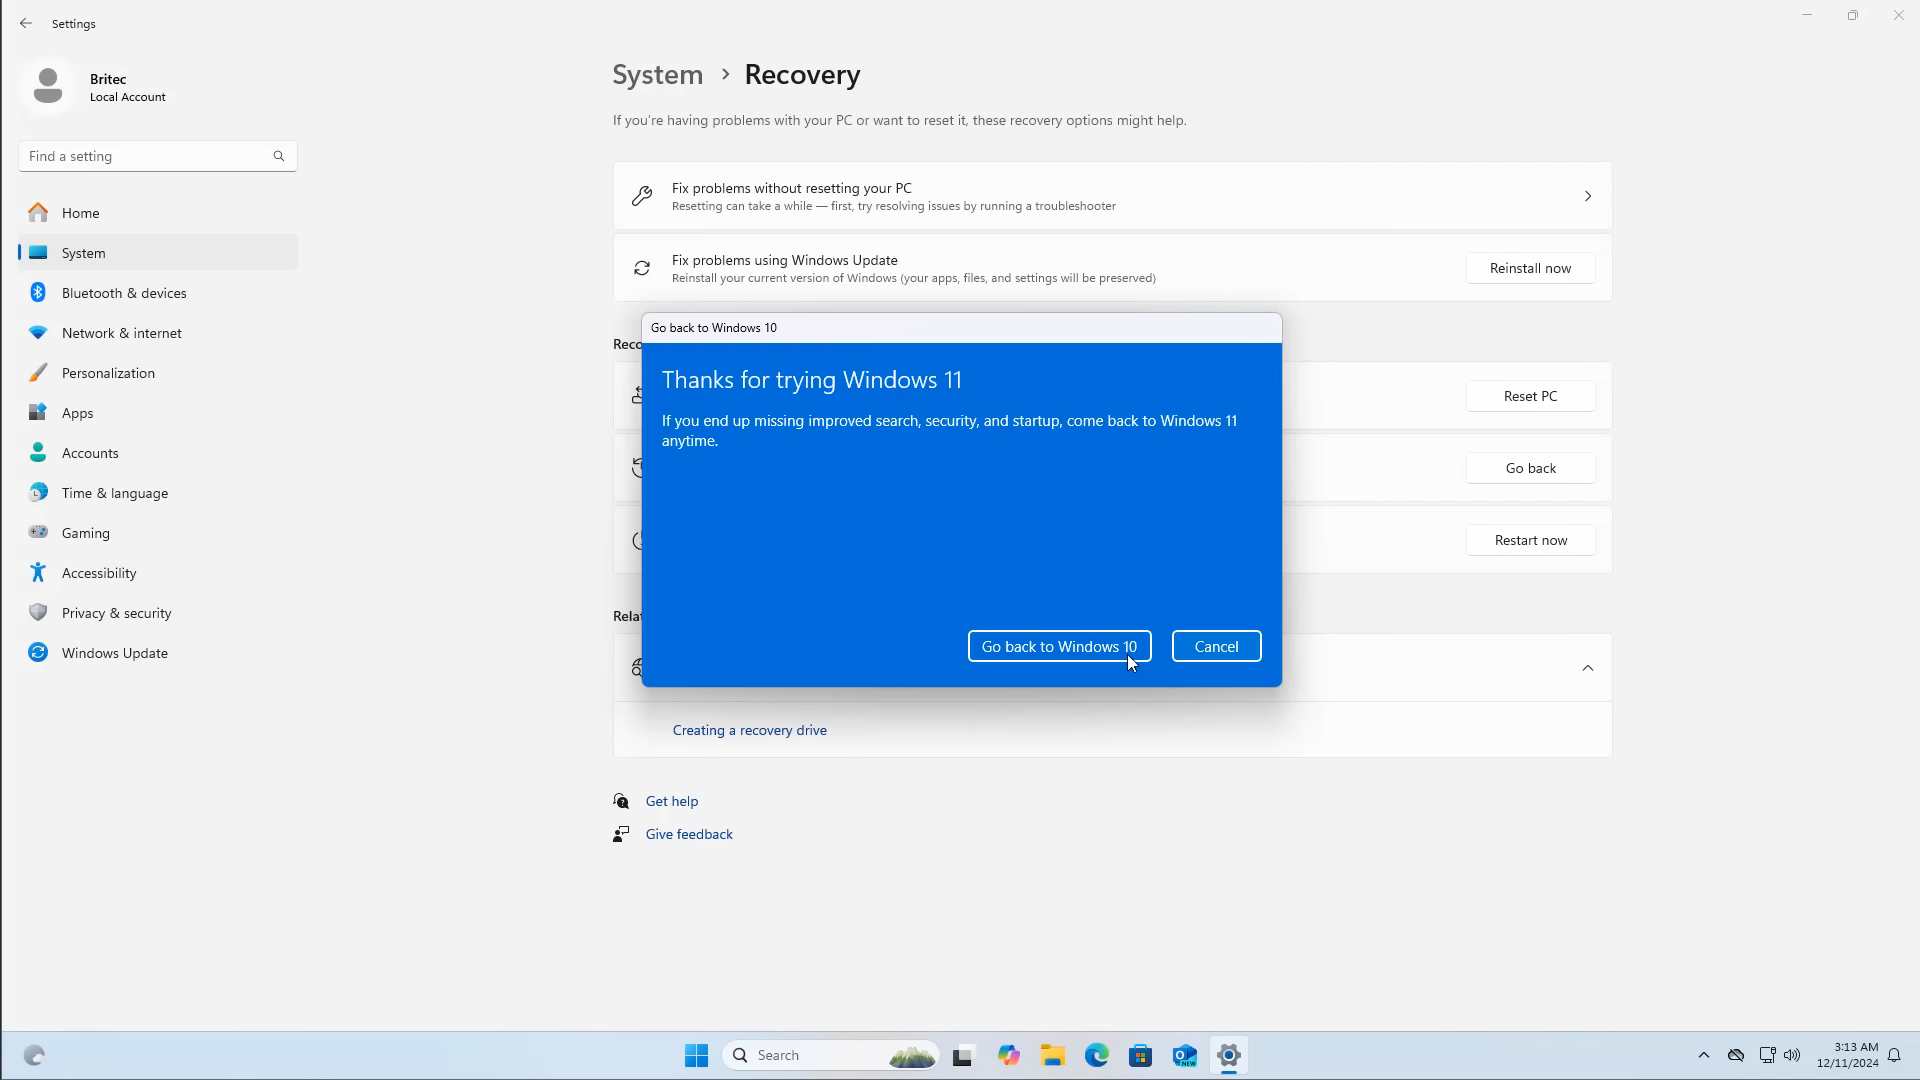 Settings
Britec
Local Account
Find a setting
Home
System
Bluetooth & devices
Network & internet
Personalization
Apps
Accounts
Time & language
Gaming
Accessibility
Privacy & security
Windows Update
System > Recovery
If you're having problems with your PC or want to reset it, these recovery options might help.
Fix problems without resetting your PC
Resetting can take a while — first, try resolving issues by running a troubleshooter
Fix problems using Windows Update
Reinstall your current version of Windows (your apps, files, and settings will be preserved)
Reinstall now
Reco
Reset PC
Go back
Restart now
Go back to Windows 10
Thanks for trying Windows 11
If you end up missing improved search, security, and startup, come back to Windows 11
anytime.
Go back to Windows 10
Cancel
Relat
Creating a recovery drive
Get help
Give feedback
Search
NEW
3:13 AM
12/11/2024